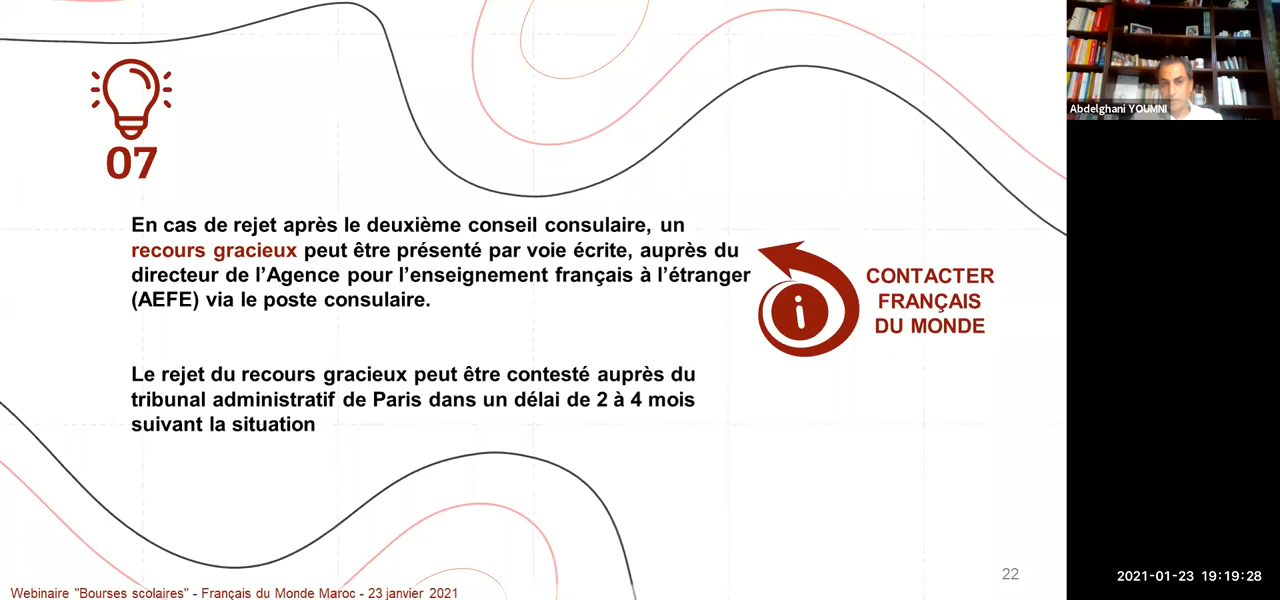 07
En cas de rejet après le deuxième conseil consulaire, un
recours gracieux peut être présenté par voie écrite, auprès du
directeur de l’Agence pour l’enseignement français à l’étranger
(AEFE) via le poste consulaire.
CONTACTER
FRANÇAIS
DU MONDE
Le rejet du recours gracieux peut être contesté auprès du
tribunal administratif de Paris dans un délai de 2 à 4 mois
suivant la situation
22
Webinaire "Bourses scolaires" - Français du Monde Maroc - 23 janvier 2021
Abdelghani YOUMNI
2021-01-23 19:19:28